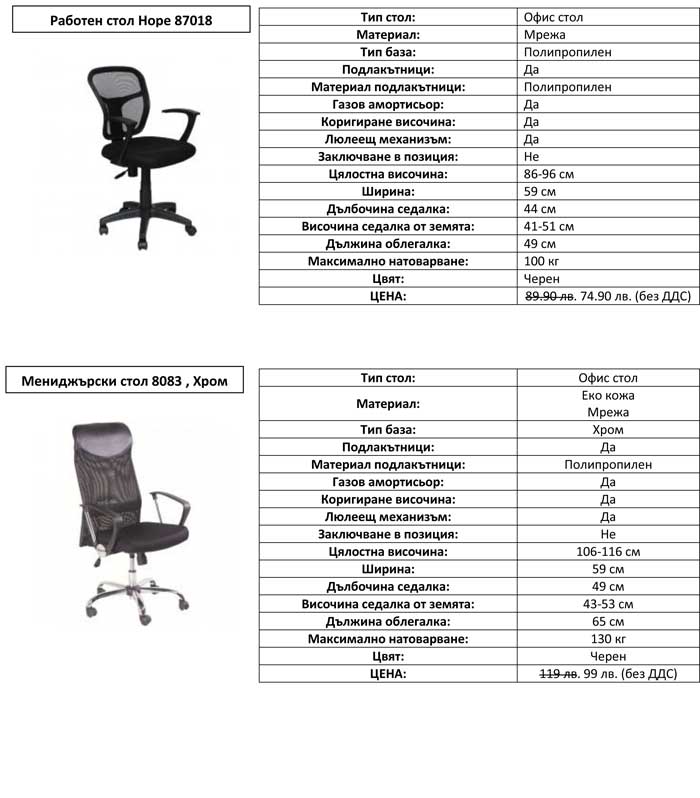 Работен стол Hope 87018
Тип стол: Офис стол
Материал: Мрежа
Тип база: Полипропилен
Подлакътници: Да
Материал подлакътници: Полипропилен
Газов амортисьор: Да
Коригиране височина: Да
Люлеещ механизъм: Да
Заключване в позиция: Не
Цялостна височина: 86-96 см
Ширина: 59 см
Дълбочина седалка: 44 см
Височина седалка от земята: 41-51 см
Дължина облегалка: 49 см
Максимално натоварване: 100 кг
Цвят: Черен
ЦЕНА: 89.90 лв. 74.90 лв. (без ДДС)
Мениджърски стол 8083 , Хром
Тип стол: Офис стол
Материал: Еко кожа
Мрежа
Тип база: Хром
Подлакътници: Да
Материал подлакътници: Полипропилен
Газов амортисьор: Да
Коригиране височина: Да
Люлеещ механизъм: Да
Заключване в позиция: Не
Цялостна височина: 106-116 см
Ширина: 59 см
Дълбочина седалка: 49 см
Височина седалка от земята: 43-53 см
Дължина облегалка: 65 см
Максимално натоварване: 130 кг
Цвят: Черен
ЦЕНА: 119 лв. 99 лв. (без ДДС)